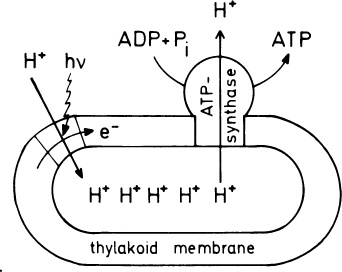 H+
ADP+Pi
ATP
H+
hν
ATP-
synthase
e-
H+ H+ H+ H+ H+
thylakoid membrane